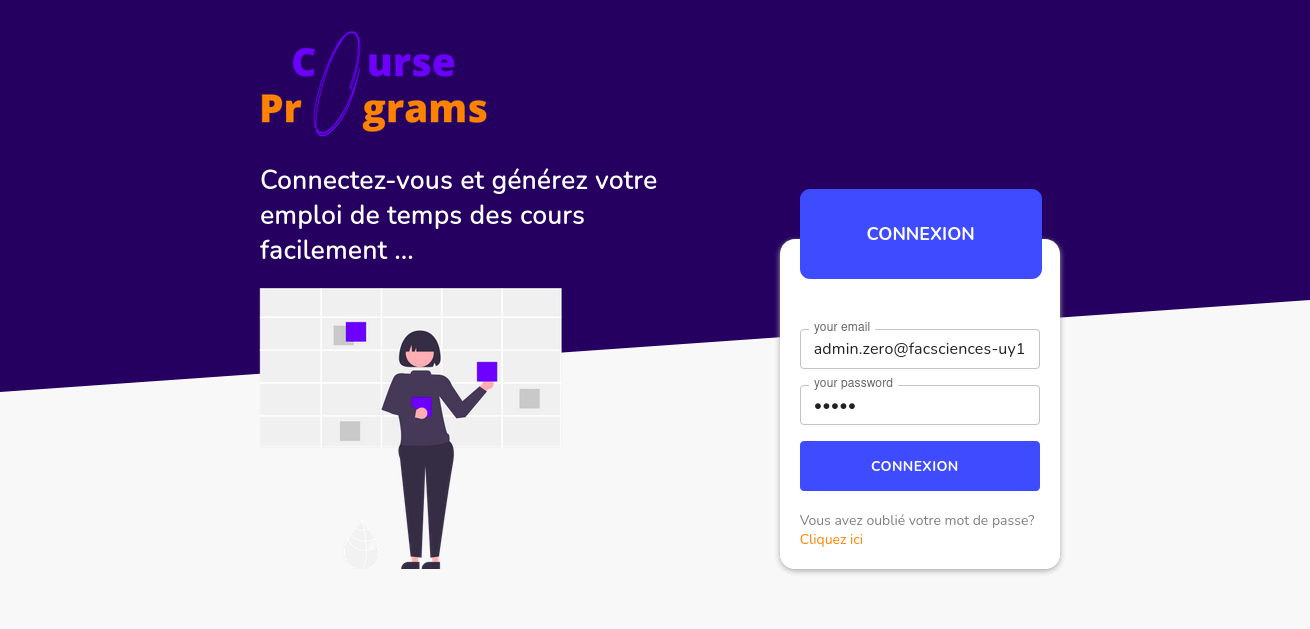 Course
Programs
Connectez-vous et générez votre
emploi de temps des cours
facilement ...
CONNEXION
your email
admin.zero@facsciences-uy1
your password
•••••
CONNEXION
Vous avez oublié votre mot de passe?
Cliquez ici